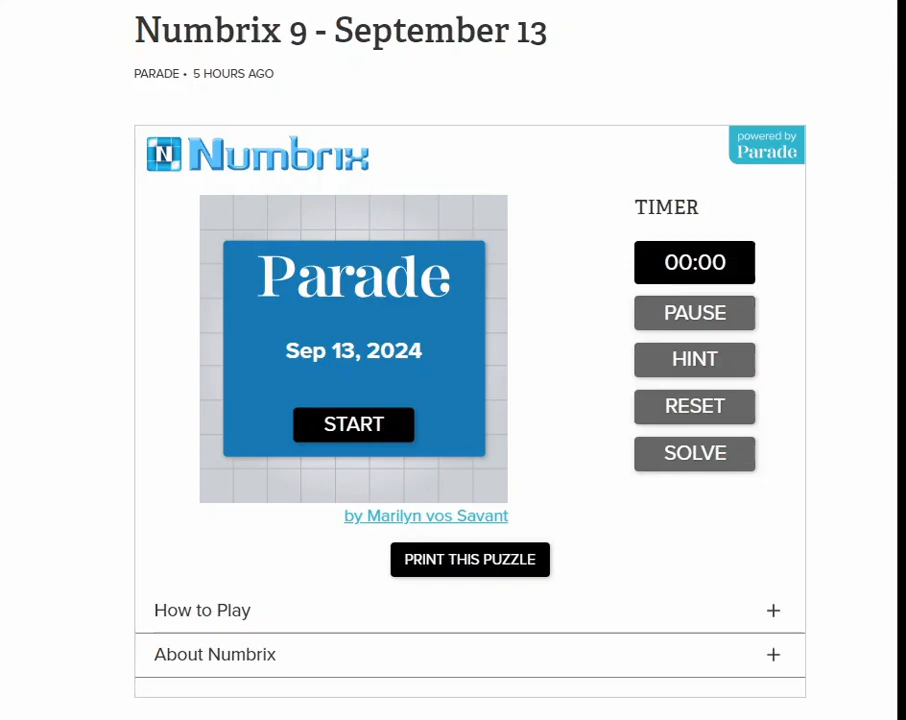 Numbrix 9 - September 13
PARADE • 5 HOURS AGO
N Numbrix
powered by
Parade
Parade
Sep 13, 2024
START
TIMER
00:00
PAUSE
HINT
RESET
SOLVE
by Marilyn vos Savant
PRINT THIS PUZZLE
How to Play +
About Numbrix +